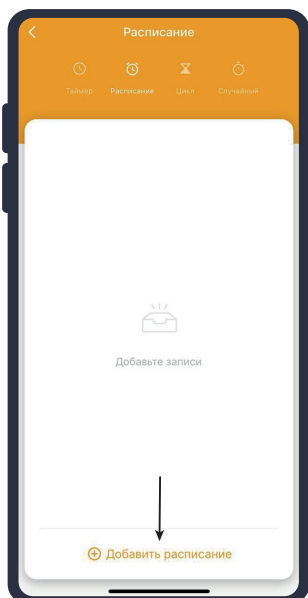 Расписание
Таймер Расписание Цикл Случайный
Добавьте записи
Добавить расписание